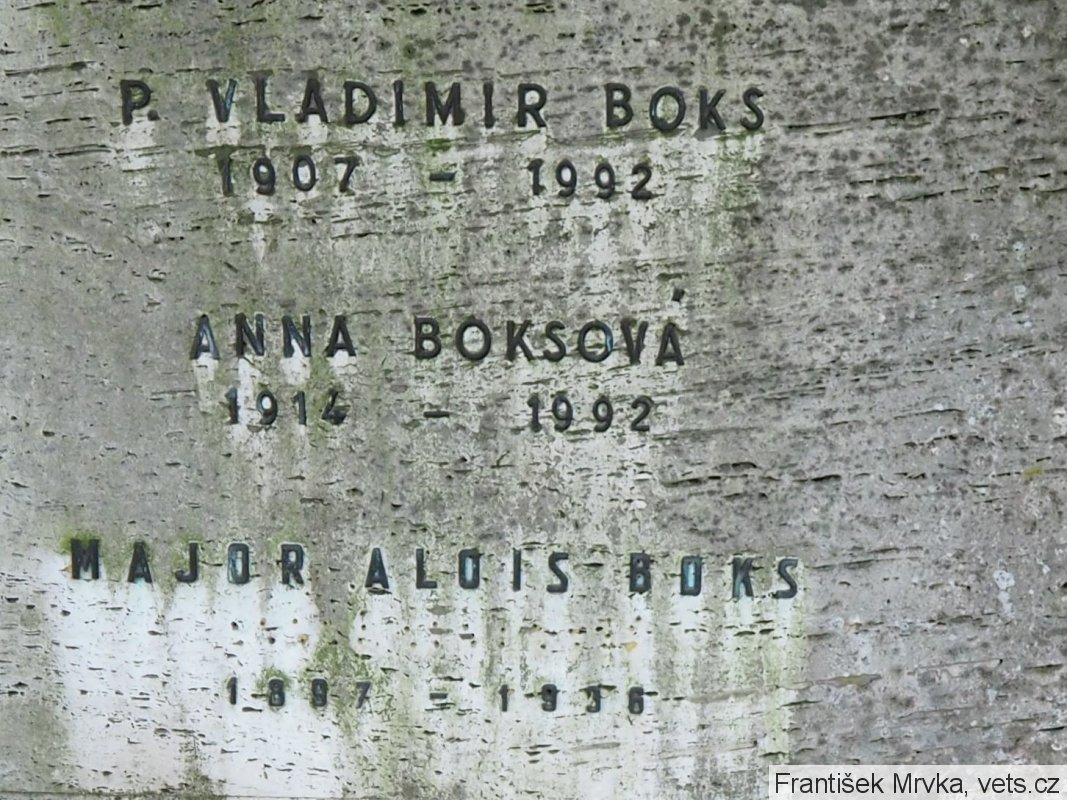 P. VLADIMIR BOKS
1907 - 1992
ANNA BOKSOVÁ
1914 - 1992
MAJOR ALOIS BOKS
1897 - 1936
František Mrvka, vets.cz